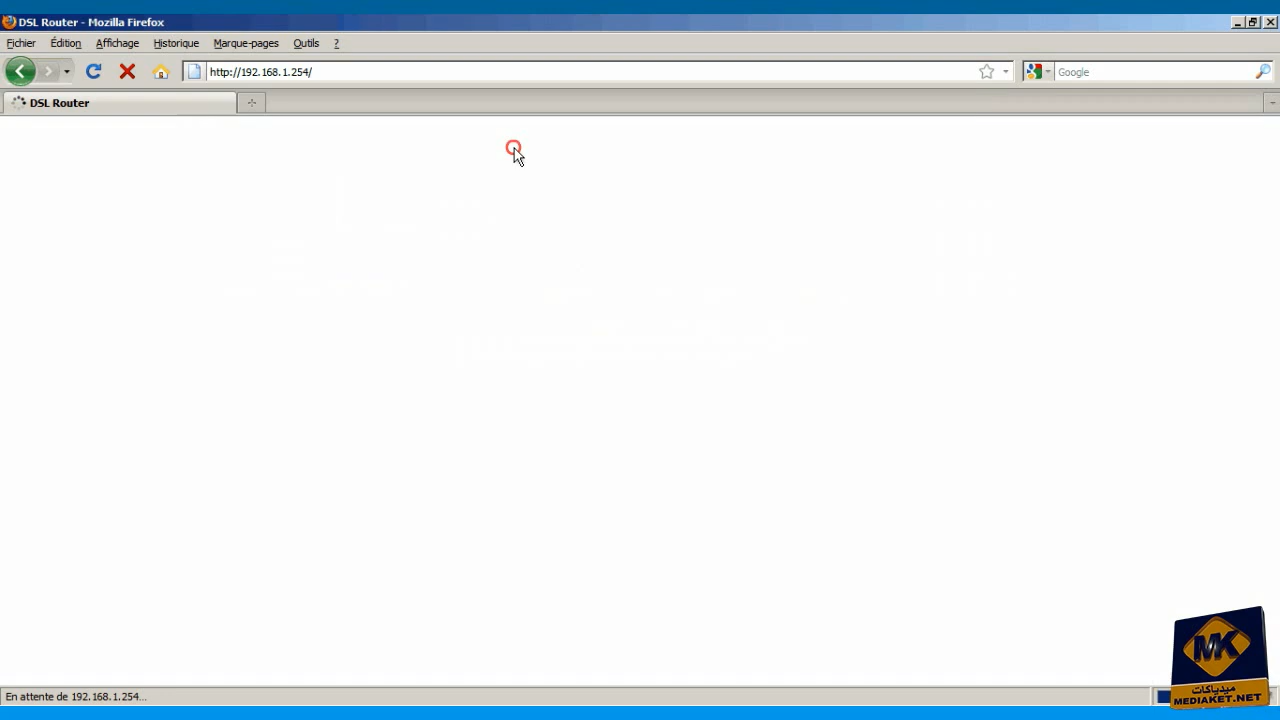 DSL Router - Mozilla Firefox
Fichier Édition Affichage Historique Marque-pages Outils ?
http://192.168.1.254/ Google
DSL Router
En attente de 192.168.1.254...
MK
ميدياكات
MEDIAKET.NET